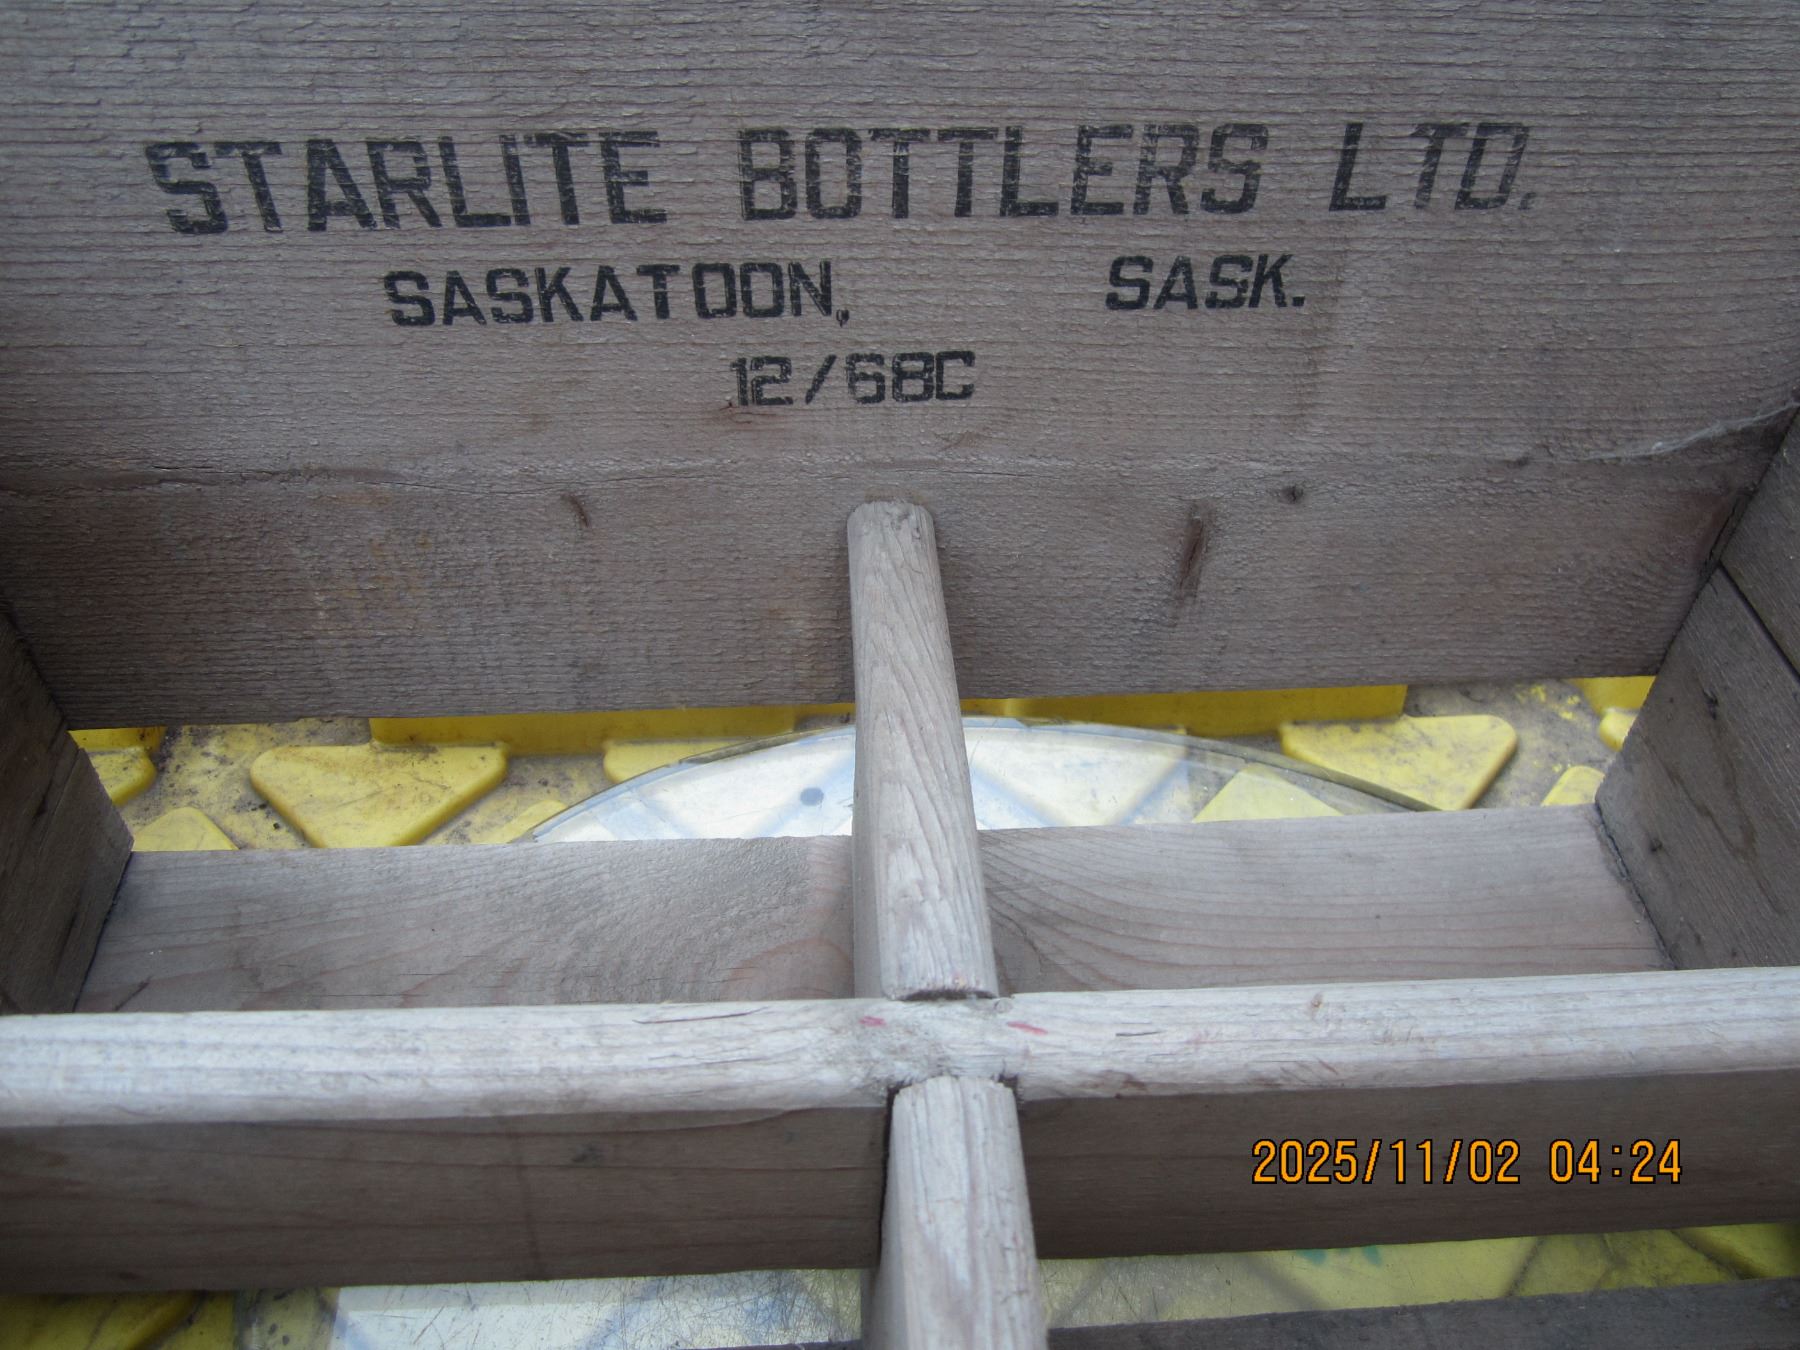 STARLITE BOTTLERS LTD.
SASKATOON, SASK.
12/68C
2025/11/02 04:24